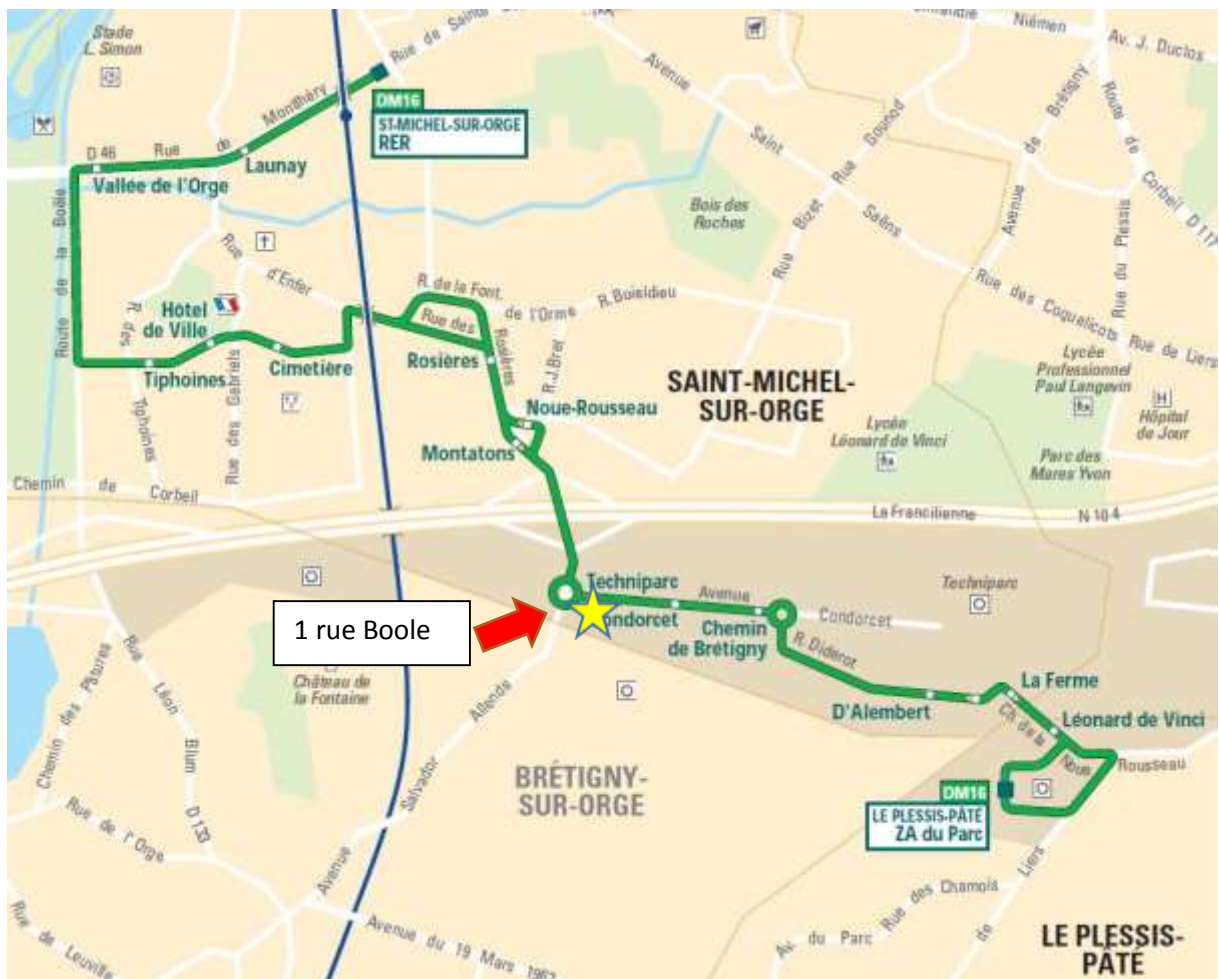 Stade
L. Simon
Rue de Sainte
Niémen
Av. J. Duclos
DM16
ST-MICHEL-SUR-ORGE
RER
Montlhéry
Rue de
D 46
Launay
Vallée de l'Orge
Route de la Boële
Avenue
Saint
Saëns
Rue Gounod
Rue Bizet
Avenue de Brétigny
Route de Corbeil D 117
Rue du Plessis
Bois des
Roches
Rue des Coquelicots
Rue de Liers
Rue d'Enfer
R. de la Font.
de l'Orme
R. Boieldieu
R. J. Brel
Hôtel
de Ville
Rue des
Rosières
Rosières
R. des Tiphoines
Tiphoines
Cimetière
Rue des Gabriels
Noue-Rousseau
Montatons
SAINT-MICHEL-
SUR-ORGE
Lycée
Professionnel
Paul Langevin
Lycée
Léonard de Vinci
H
Hôpital
de Jour
Parc des
Mares Yvon
Chemin de Corbeil
La Francilienne
N 104
Techniparc
Condorcet
Avenue
Condorcet
Chemin
de Brétigny
Techniparc
1 rue Boole
R. Diderot
Château de
la Fontaine
Chemin des Pâtures
Rue Léon Blum D 133
Avenue Salvador Allende
D'Alembert
La Ferme
Léonard de Vinci
Ch. de la Noue Rousseau
BRÉTIGNY-
SUR-ORGE
DM16
LE PLESSIS-PÂTÉ
ZA du Parc
Rue de l'Orge
Rue de Leuville
Avenue du 19 Mars 1962
Av. du Parc
Rue des Chamois
de Liers
LE PLESSIS-
PÂTÉ